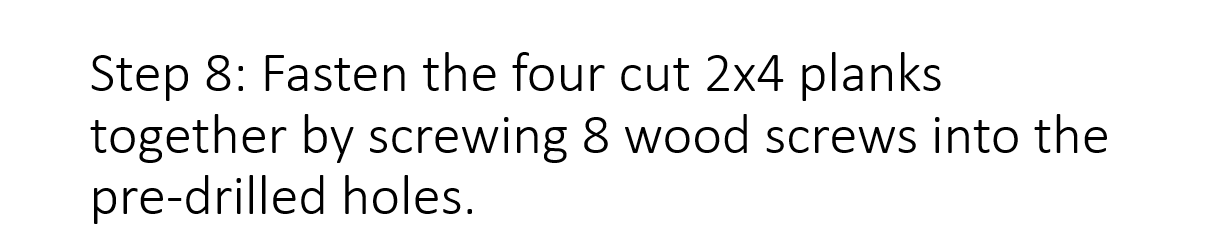 Step 8: Fasten the four cut 2x4 planks
together by screwing 8 wood screws into the
pre-drilled holes.